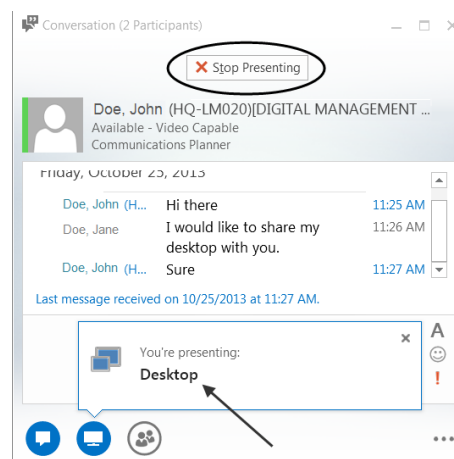 Conversation (2 Participants)
Stop Presenting
Doe, John (HQ-LM020)[DIGITAL MANAGEMENT ...
Available - Video Capable
Communications Planner
Friday, October 25, 2013
Doe, John (H... Hi there 11:25 AM
Doe, Jane I would like to share my 11:26 AM
desktop with you.
Doe, John (H... Sure 11:27 AM
Last message received on 10/25/2013 at 11:27 AM.
A
You're presenting:
Desktop
!